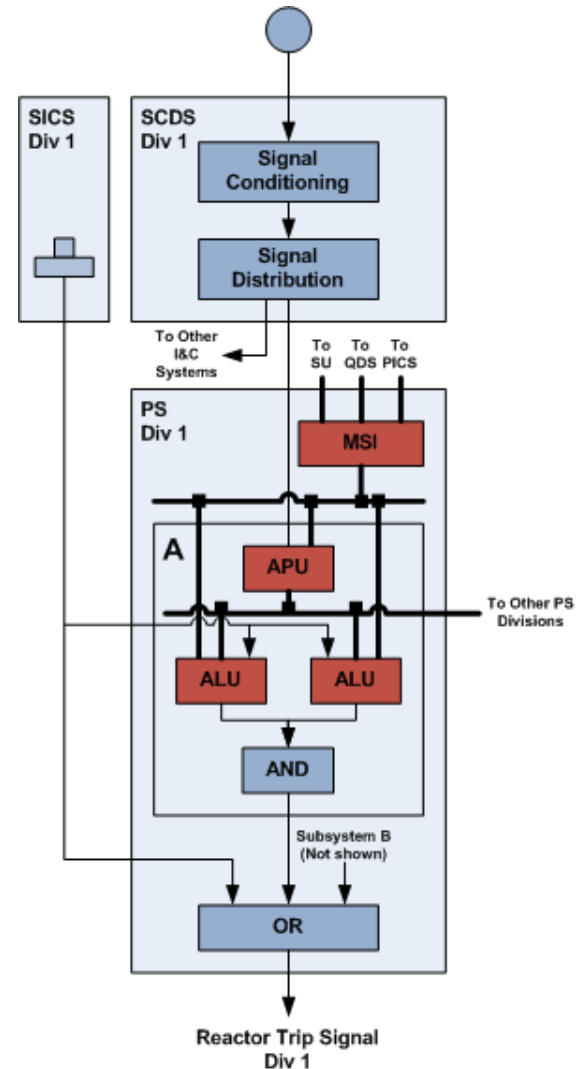 SICS
Div 1
SCDS
Div 1
Signal
Conditioning
Signal
Distribution
To Other
I&C
Systems
To
SU
To
QDS
To
PICS
PS
Div 1
MSI
A
APU
To Other PS
Divisions
ALU
ALU
AND
Subsystem B
(Not shown)
OR
Reactor Trip Signal
Div 1